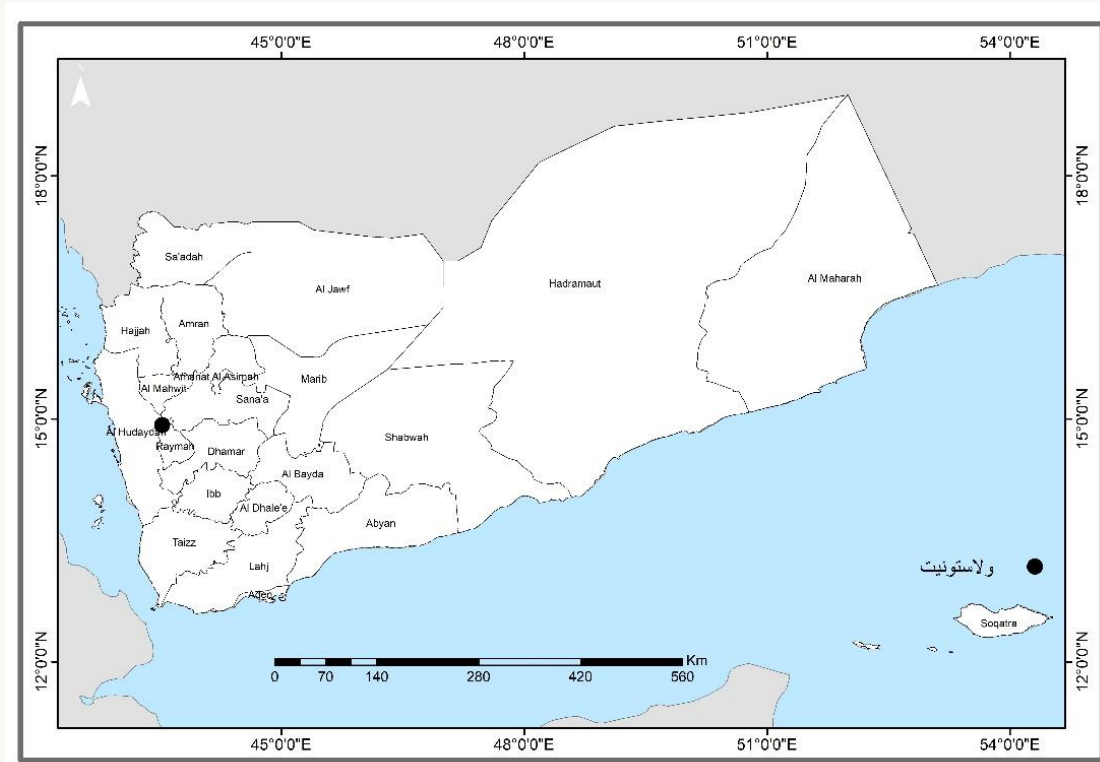 45°0'0"E 48°0'0"E 51°0'0"E 54°0'0"E
18°0'0"N 18°0'0"N
Sa'adah
Al Jawf
Hadramaut
Al Maharah
Hajjah
Amran
Al Mahwit
Amanat Al Asimah
Marib
Sana'a
15°0'0"N 15°0'0"N
Al Hudaydah
Raymah
Dhamar
Shabwah
Al Bayda
Ibb
Al Dhale'e
Abyan
Taizz
Lahj
Aden
ولاستونيت
Soqatra
12°0'0"N 12°0'0"N
Km
0 70 140 280 420 560
45°0'0"E 48°0'0"E 51°0'0"E 54°0'0"E